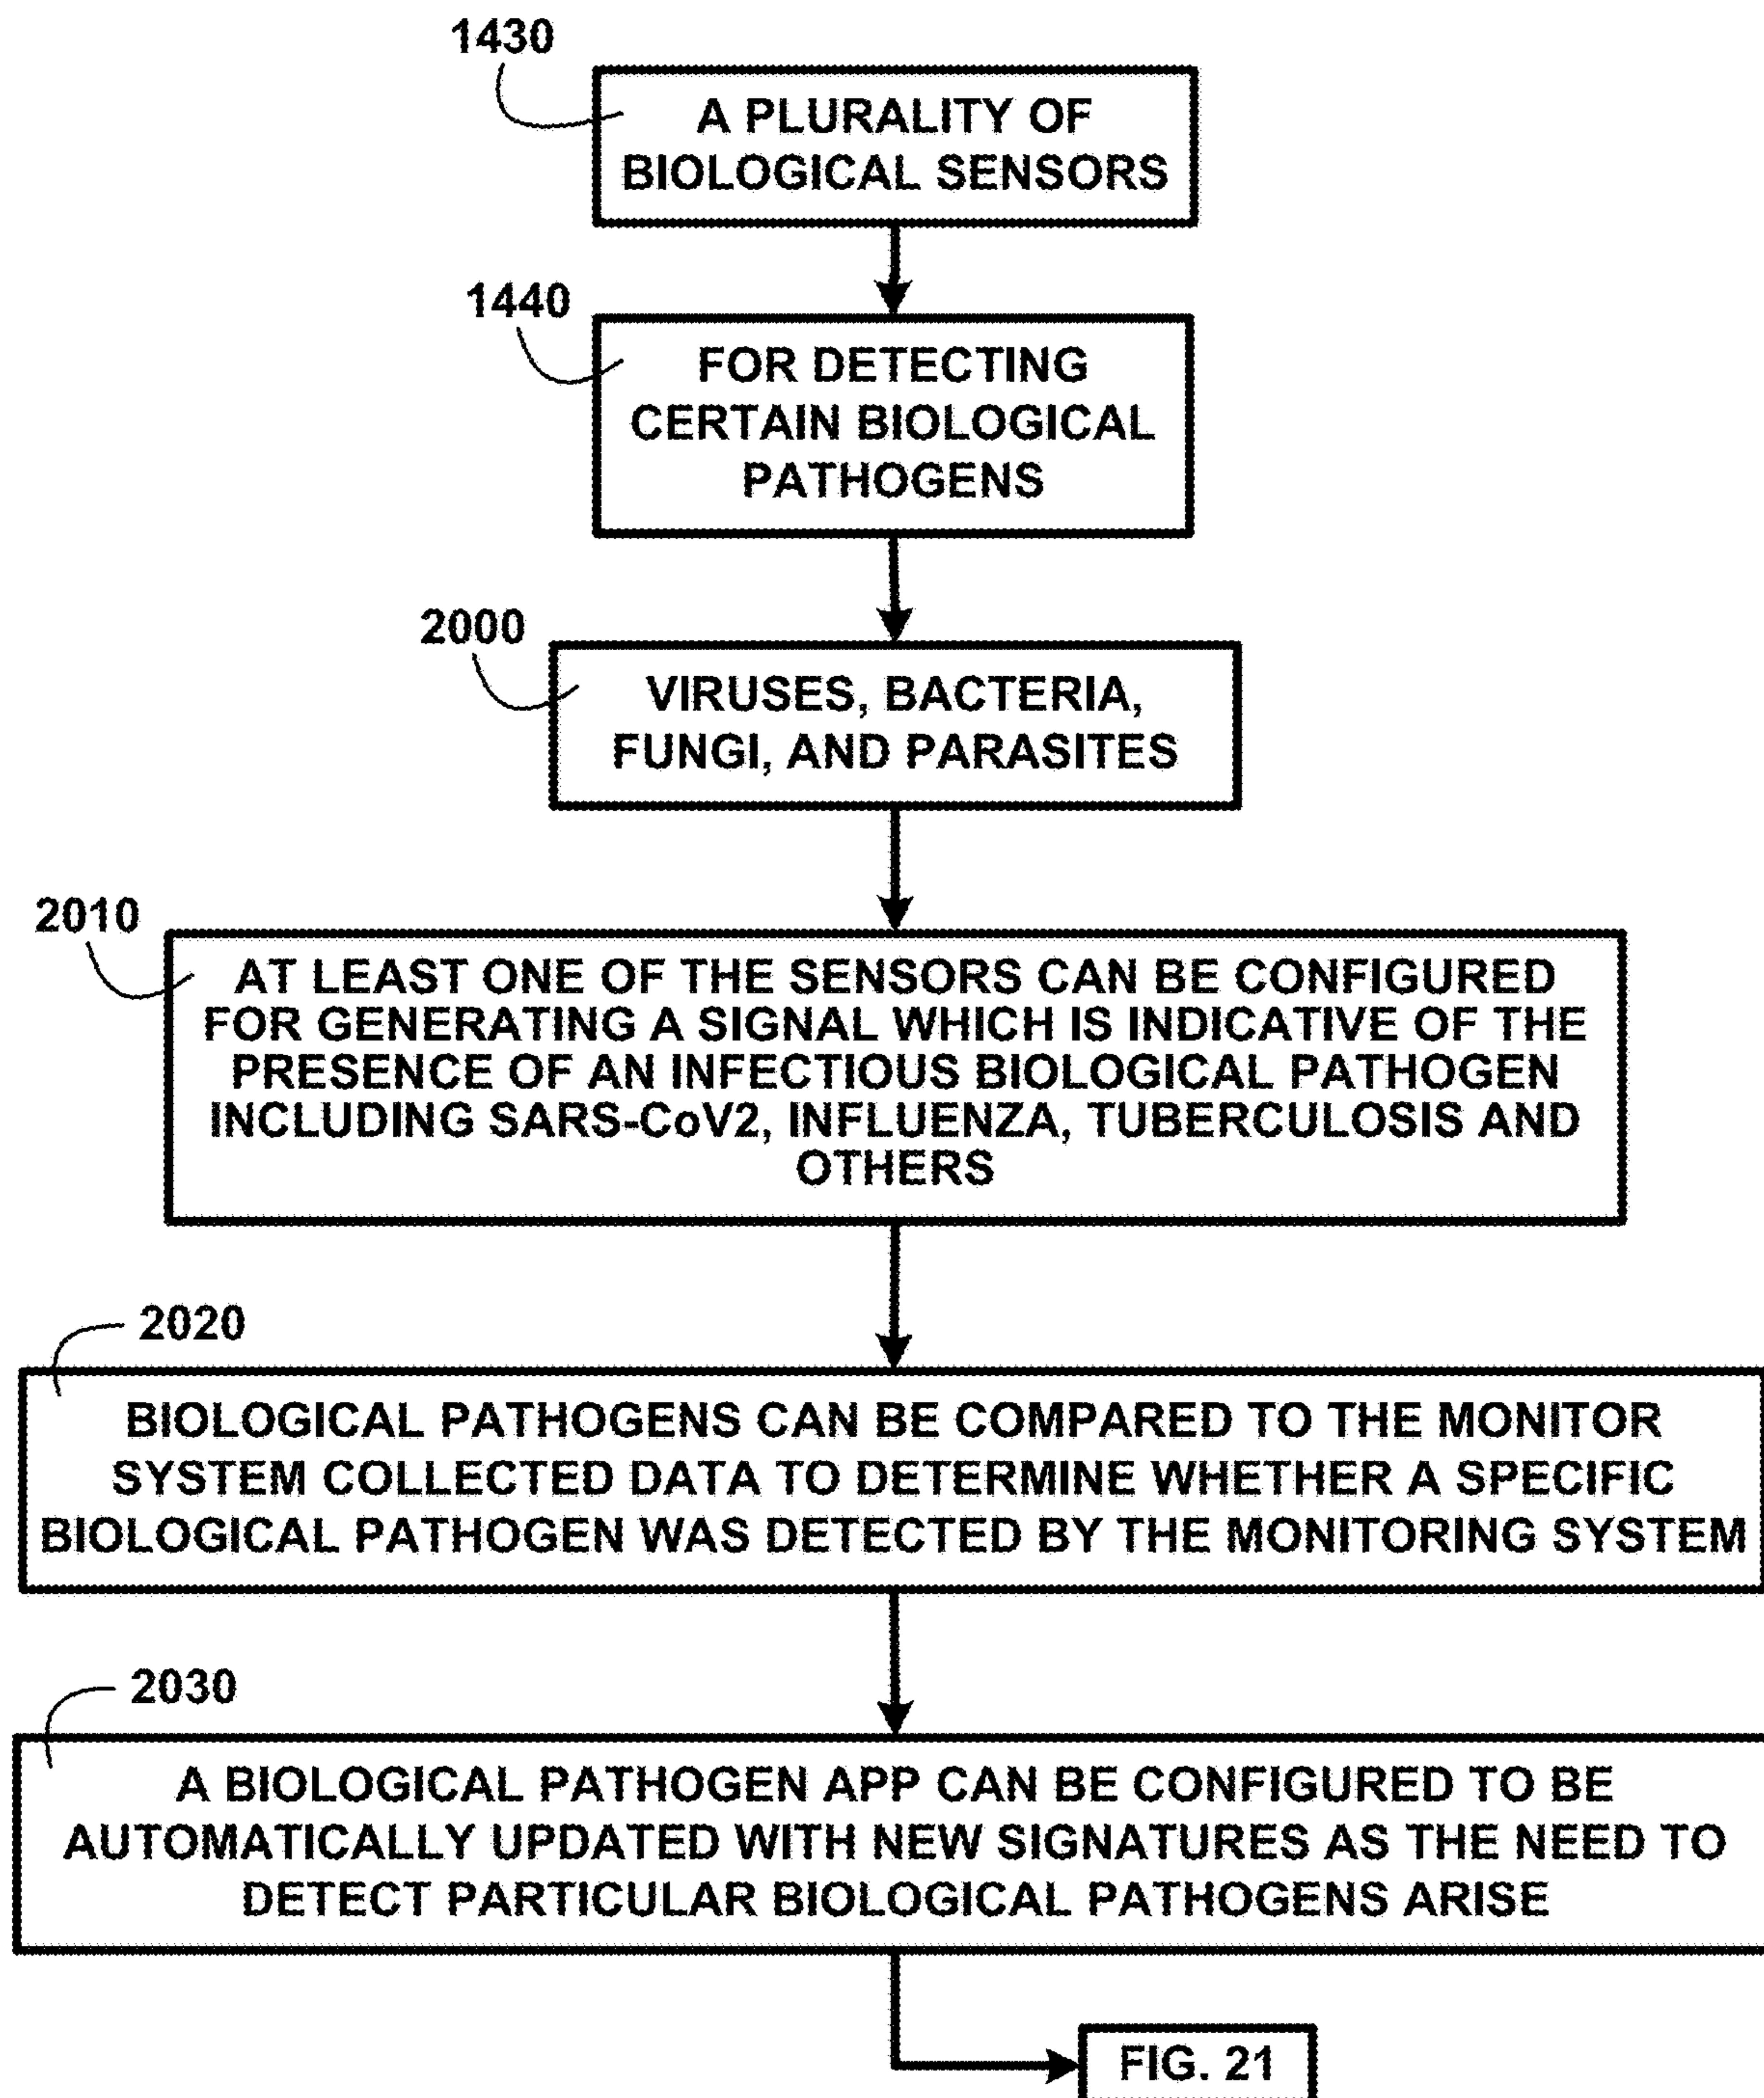 1430
A PLURALITY OF
BIOLOGICAL SENSORS
1440
FOR DETECTING
CERTAIN BIOLOGICAL
PATHOGENS
2000
VIRUSES, BACTERIA,
FUNGI, AND PARASITES
2010
AT LEAST ONE OF THE SENSORS CAN BE CONFIGURED
FOR GENERATING A SIGNAL WHICH IS INDICATIVE OF THE
PRESENCE OF AN INFECTIOUS BIOLOGICAL PATHOGEN
INCLUDING SARS-CoV2, INFLUENZA, TUBERCULOSIS AND
OTHERS
2020
BIOLOGICAL PATHOGENS CAN BE COMPARED TO THE MONITOR
SYSTEM COLLECTED DATA TO DETERMINE WHETHER A SPECIFIC
BIOLOGICAL PATHOGEN WAS DETECTED BY THE MONITORING SYSTEM
2030
A BIOLOGICAL PATHOGEN APP CAN BE CONFIGURED TO BE
AUTOMATICALLY UPDATED WITH NEW SIGNATURES AS THE NEED TO
DETECT PARTICULAR BIOLOGICAL PATHOGENS ARISE
FIG. 21